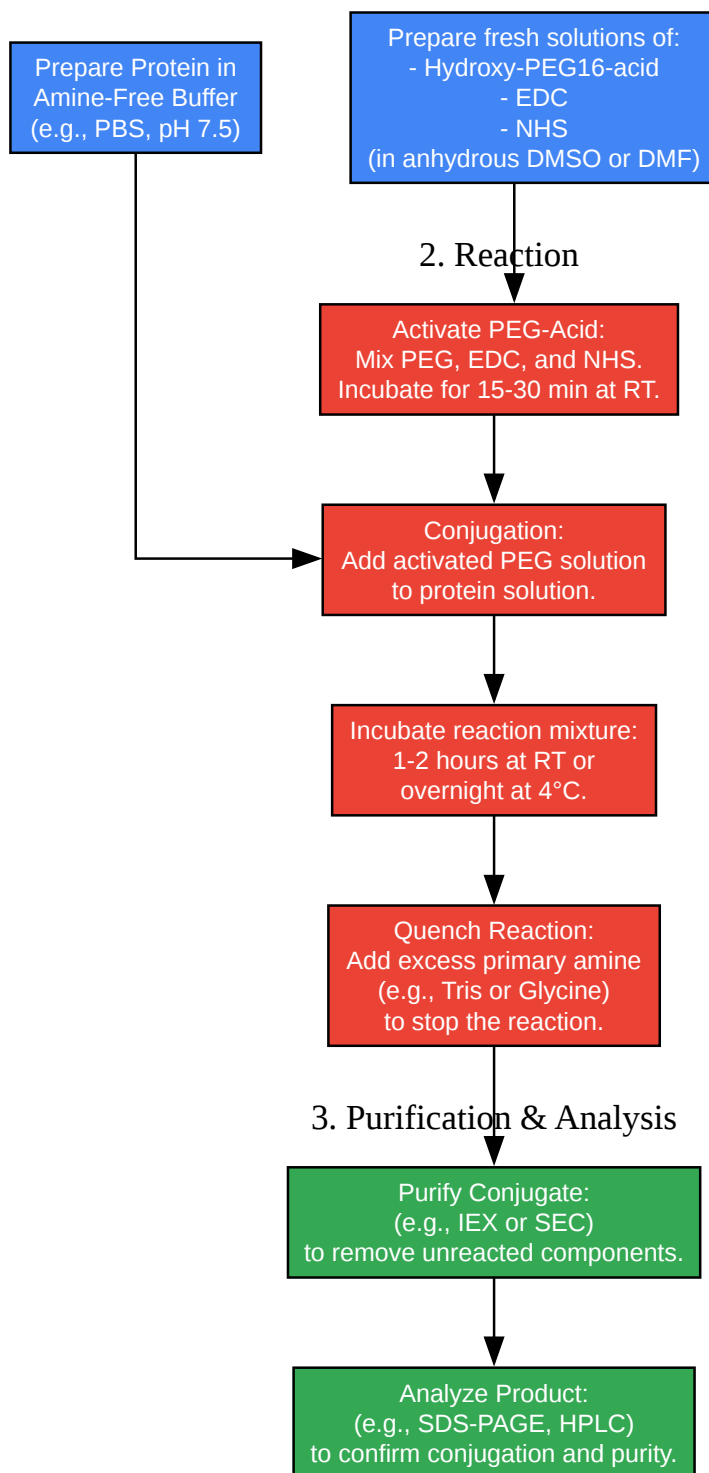 Prepare Protein in
Amine-Free Buffer
(e.g., PBS, pH 7.5)
Prepare fresh solutions of:
- Hydroxy-PEG16-acid
- EDC
- NHS
(in anhydrous DMSO or DMF)
2. Reaction
Activate PEG-Acid:
Mix PEG, EDC, and NHS.
Incubate for 15-30 min at RT.
Conjugation:
Add activated PEG solution
to protein solution.
Incubate reaction mixture:
1-2 hours at RT or
overnight at 4°C.
Quench Reaction:
Add excess primary amine
(e.g., Tris or Glycine)
to stop the reaction.
3. Purification & Analysis
Purify Conjugate:
(e.g., IEX or SEC)
to remove unreacted components.
Analyze Product:
(e.g., SDS-PAGE, HPLC)
to confirm conjugation and purity.